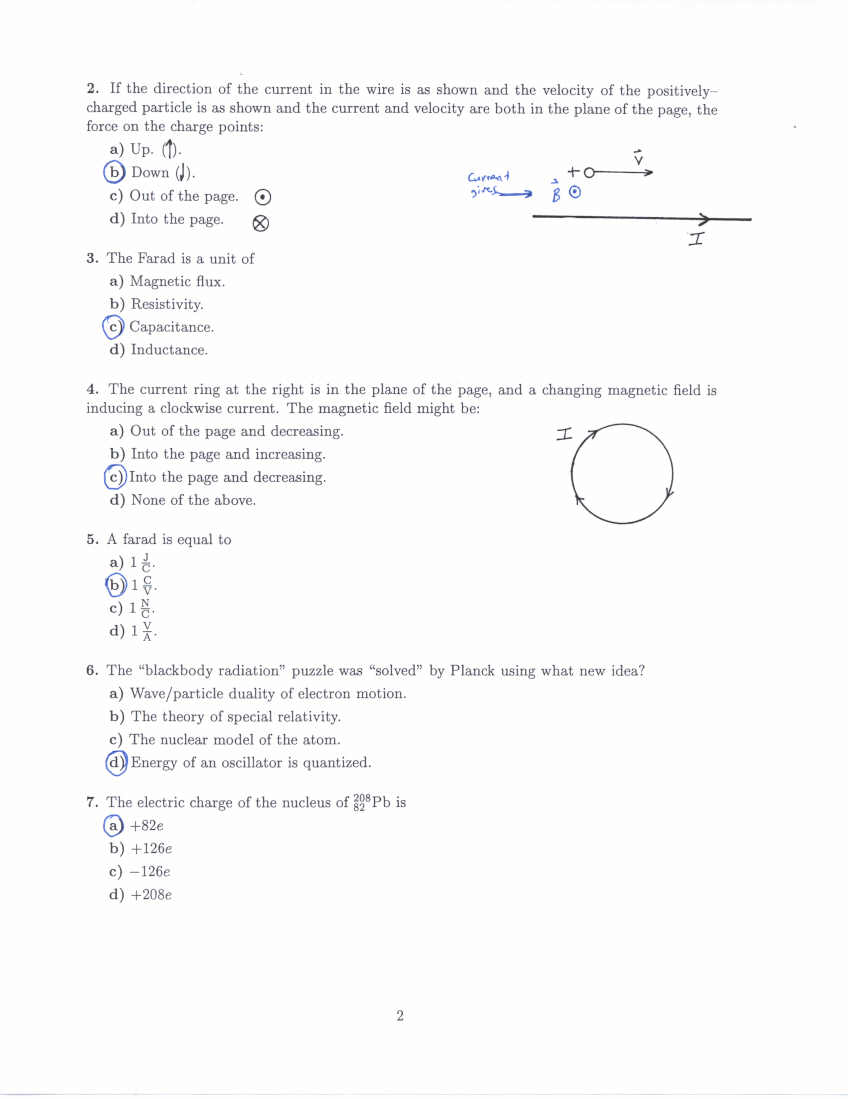 2. If the direction of the current in the wire is as shown and the velocity of the positively–
charged particle is as shown and the current and velocity are both in the plane of the page, the
force on the charge points:
a) Up. (↑).
b) Down (↓).
c) Out of the page. ⊙
d) Into the page. ⊗
Current
gives → B⃗ ⊙
+ v⃗
I
3. The Farad is a unit of
a) Magnetic flux.
b) Resistivity.
c) Capacitance.
d) Inductance.
4. The current ring at the right is in the plane of the page, and a changing magnetic field is
inducing a clockwise current. The magnetic field might be:
a) Out of the page and decreasing.
b) Into the page and increasing.
c) Into the page and decreasing.
d) None of the above.
I
5. A farad is equal to
a) 1 J/C.
b) 1 C/V.
c) 1 N/C.
d) 1 V/A.
6. The “blackbody radiation” puzzle was “solved” by Planck using what new idea?
a) Wave/particle duality of electron motion.
b) The theory of special relativity.
c) The nuclear model of the atom.
d) Energy of an oscillator is quantized.
7. The electric charge of the nucleus of ²⁰⁸₈₂Pb is
a) +82e
b) +126e
c) −126e
d) +208e
2